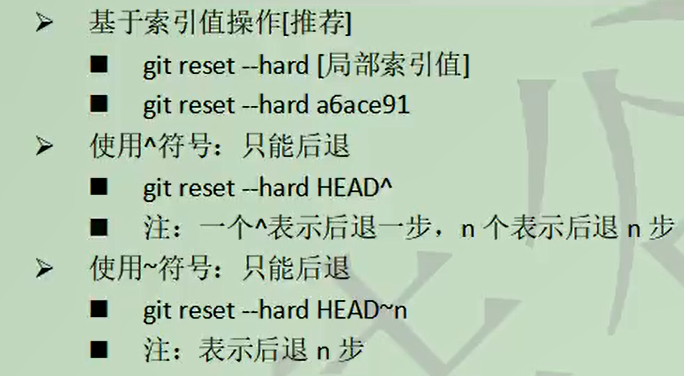 ➢ 基于索引值操作[推荐]
■ git reset --hard [局部索引值]
■ git reset --hard a6ace91
➢ 使用^符号：只能后退
■ git reset --hard HEAD^
■ 注：一个^表示后退一步，n 个表示后退 n 步
➢ 使用~符号：只能后退
■ git reset --hard HEAD~n
■ 注：表示后退 n 步